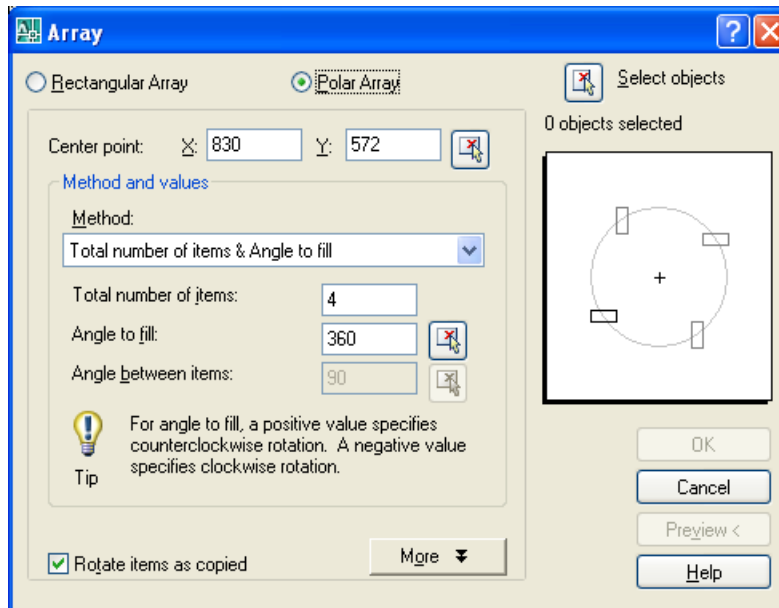 Array
Rectangular Array
Polar Array
Select objects
0 objects selected
Center point: X: 830 Y: 572
Method and values
Method:
Total number of items & Angle to fill
Total number of items: 4
Angle to fill: 360
Angle between items: 90
For angle to fill, a positive value specifies
counterclockwise rotation. A negative value
specifies clockwise rotation.
Tip
Rotate items as copied
More
OK
Cancel
Preview <
Help